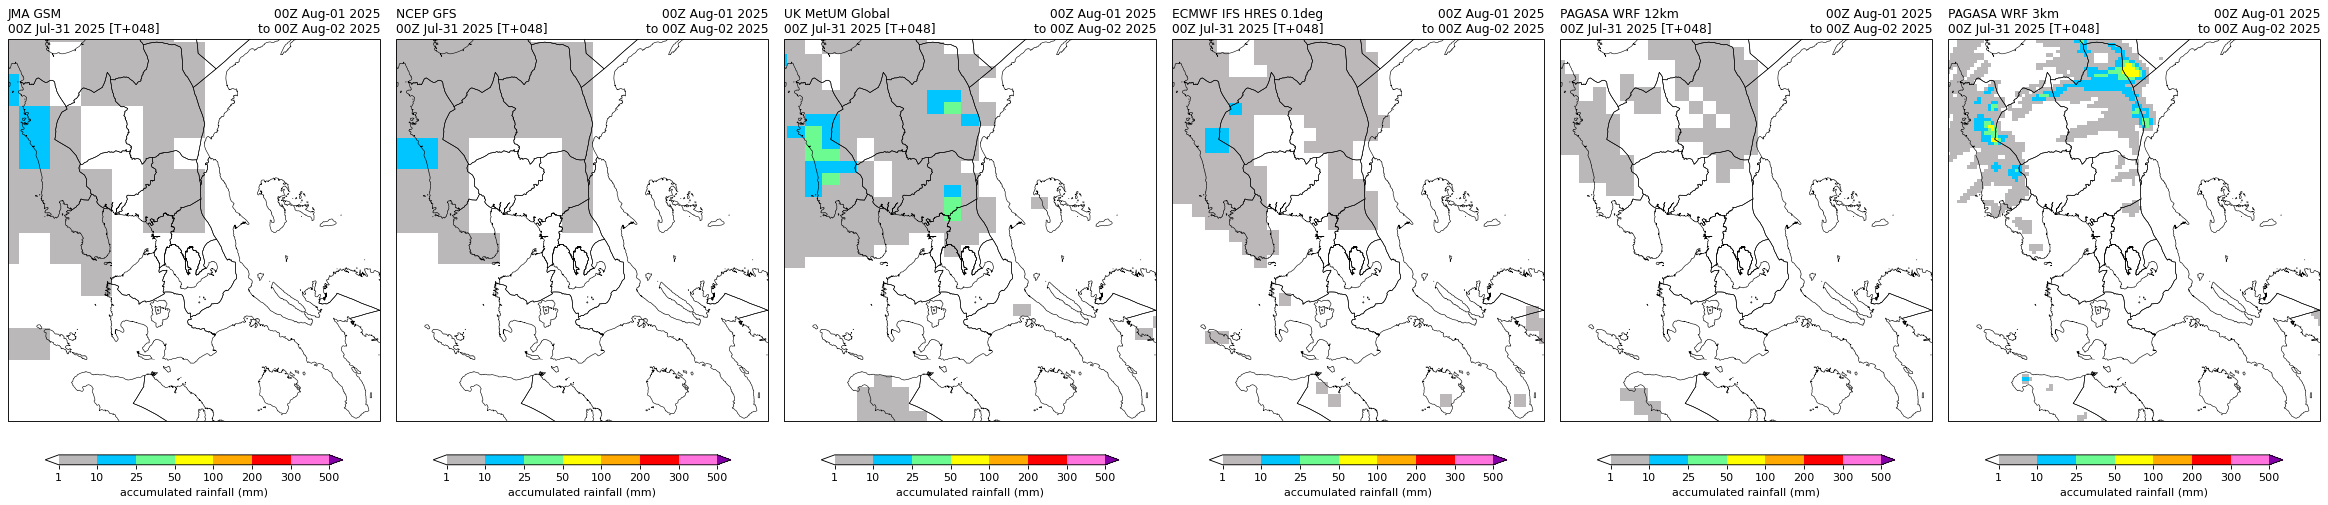 JMA GSM 00Z Aug-01 2025
00Z Jul-31 2025 [T+048] to 00Z Aug-02 2025
1 10 25 50 100 200 300 500
accumulated rainfall (mm)
NCEP GFS 00Z Aug-01 2025
00Z Jul-31 2025 [T+048] to 00Z Aug-02 2025
1 10 25 50 100 200 300 500
accumulated rainfall (mm)
UK MetUM Global 00Z Aug-01 2025
00Z Jul-31 2025 [T+048] to 00Z Aug-02 2025
1 10 25 50 100 200 300 500
accumulated rainfall (mm)
ECMWF IFS HRES 0.1deg 00Z Aug-01 2025
00Z Jul-31 2025 [T+048] to 00Z Aug-02 2025
1 10 25 50 100 200 300 500
accumulated rainfall (mm)
PAGASA WRF 12km 00Z Aug-01 2025
00Z Jul-31 2025 [T+048] to 00Z Aug-02 2025
1 10 25 50 100 200 300 500
accumulated rainfall (mm)
PAGASA WRF 3km 00Z Aug-01 2025
00Z Jul-31 2025 [T+048] to 00Z Aug-02 2025
1 10 25 50 100 200 300 500
accumulated rainfall (mm)